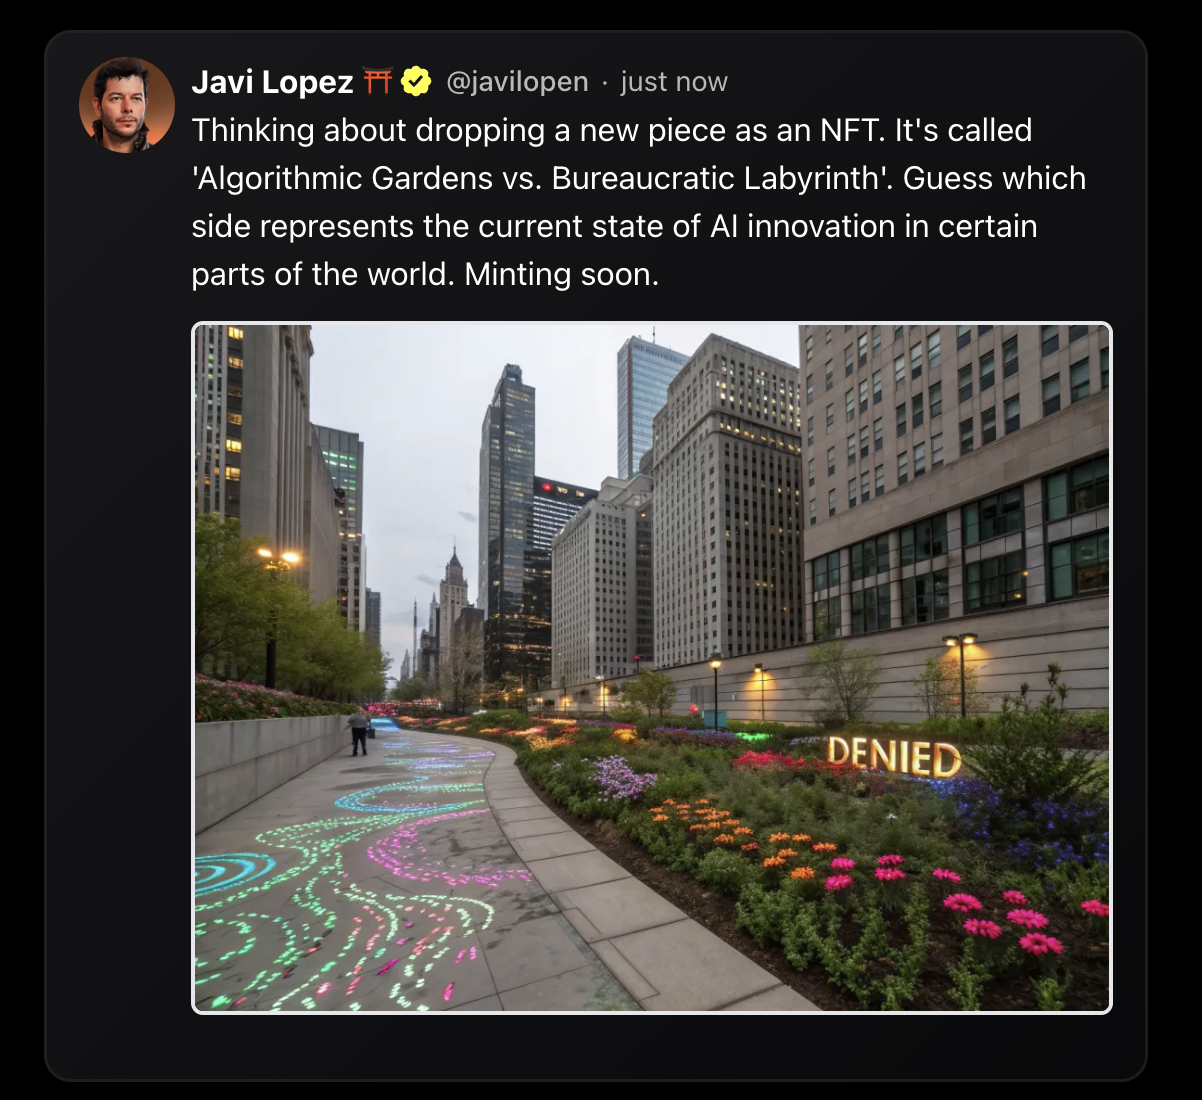 Javi Lopez ⛩️ @javilopen · just now
Thinking about dropping a new piece as an NFT. It's called
'Algorithmic Gardens vs. Bureaucratic Labyrinth'. Guess which
side represents the current state of AI innovation in certain
parts of the world. Minting soon.
DENIED